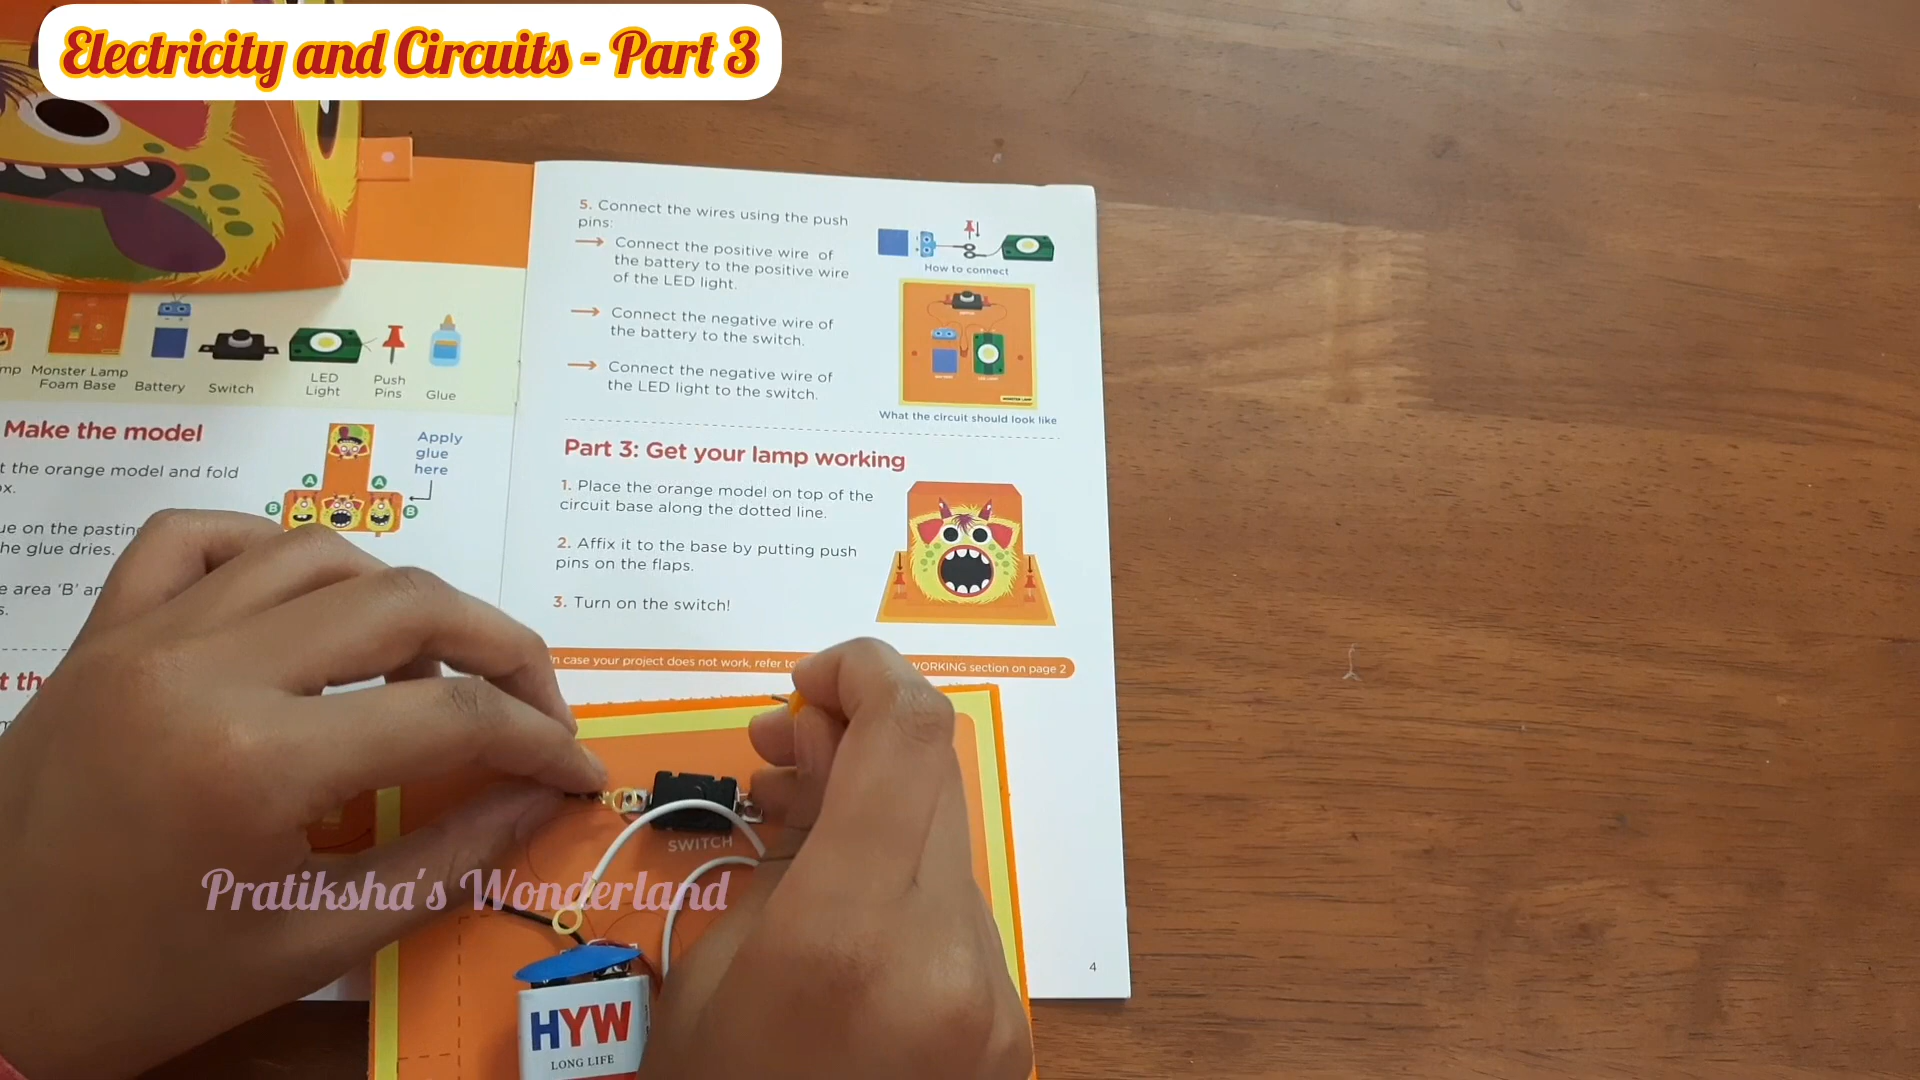 Electricity and Circuits - Part 3
Monster Lamp
Foam Base
Battery
Switch
LED
Light
Push
Pins
Glue
Make the model
Apply
glue
here
A
A
B
B
t the orange model and fold
ue on the pasting
he glue dries.
e area 'B'
5. Connect the wires using the push
pins:
Connect the positive wire of
the battery to the positive wire
of the LED light.
Connect the negative wire of
the battery to the switch.
Connect the negative wire of
the LED light to the switch.
How to connect
What the circuit should look like
Part 3: Get your lamp working
1. Place the orange model on top of the
circuit base along the dotted line.
2. Affix it to the base by putting push
pins on the flaps.
3. Turn on the switch!
In case your project does not work, refer to WORKING section on page 2
SWITCH
Pratiksha's Wonderland
HYW
LONG LIFE
4